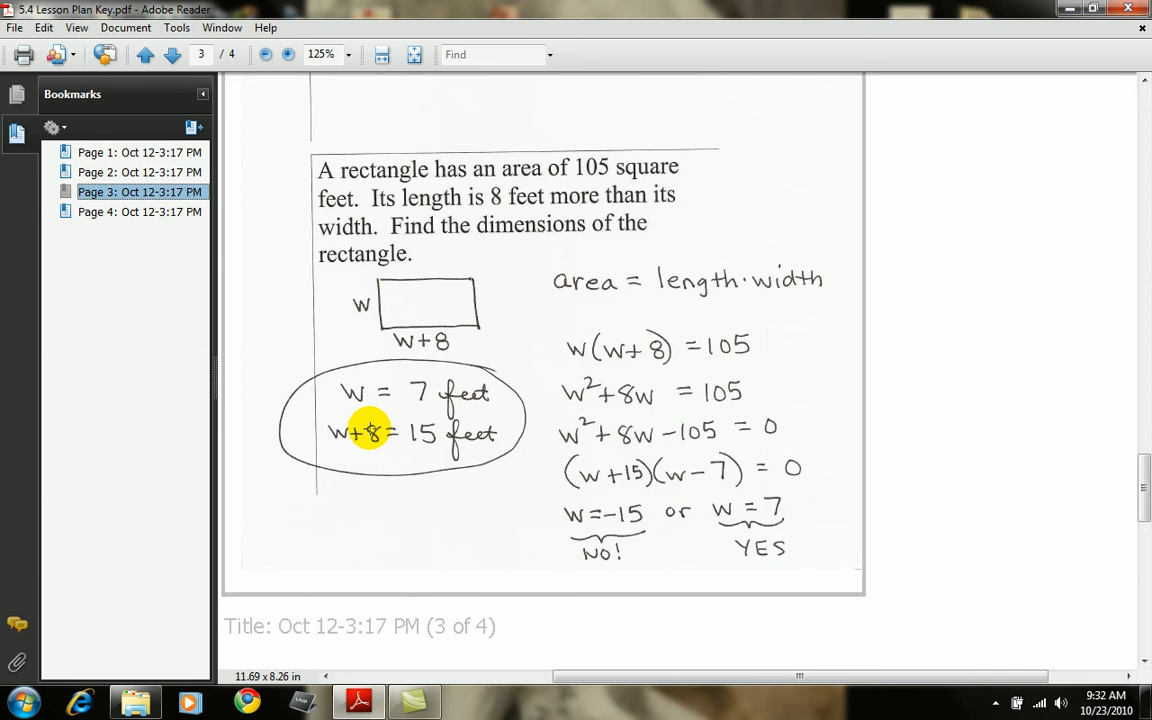 5.4 Lesson Plan Key.pdf - Adobe Reader
File Edit View Document Tools Window Help
3 / 4 125% Find
Bookmarks
Page 1: Oct 12-3:17 PM
Page 2: Oct 12-3:17 PM
Page 3: Oct 12-3:17 PM
Page 4: Oct 12-3:17 PM
A rectangle has an area of 105 square
feet. Its length is 8 feet more than its
width. Find the dimensions of the
rectangle.
w
w+8
w = 7 feet
w+8 = 15 feet
area = length · width
w(w+8) = 105
w²+8w = 105
w²+8w -105 = 0
(w+15)(w-7) = 0
w=-15 or w=7
NO! YES
Title: Oct 12-3:17 PM (3 of 4)
11.69 x 8.26 in
9:32 AM
10/23/2010